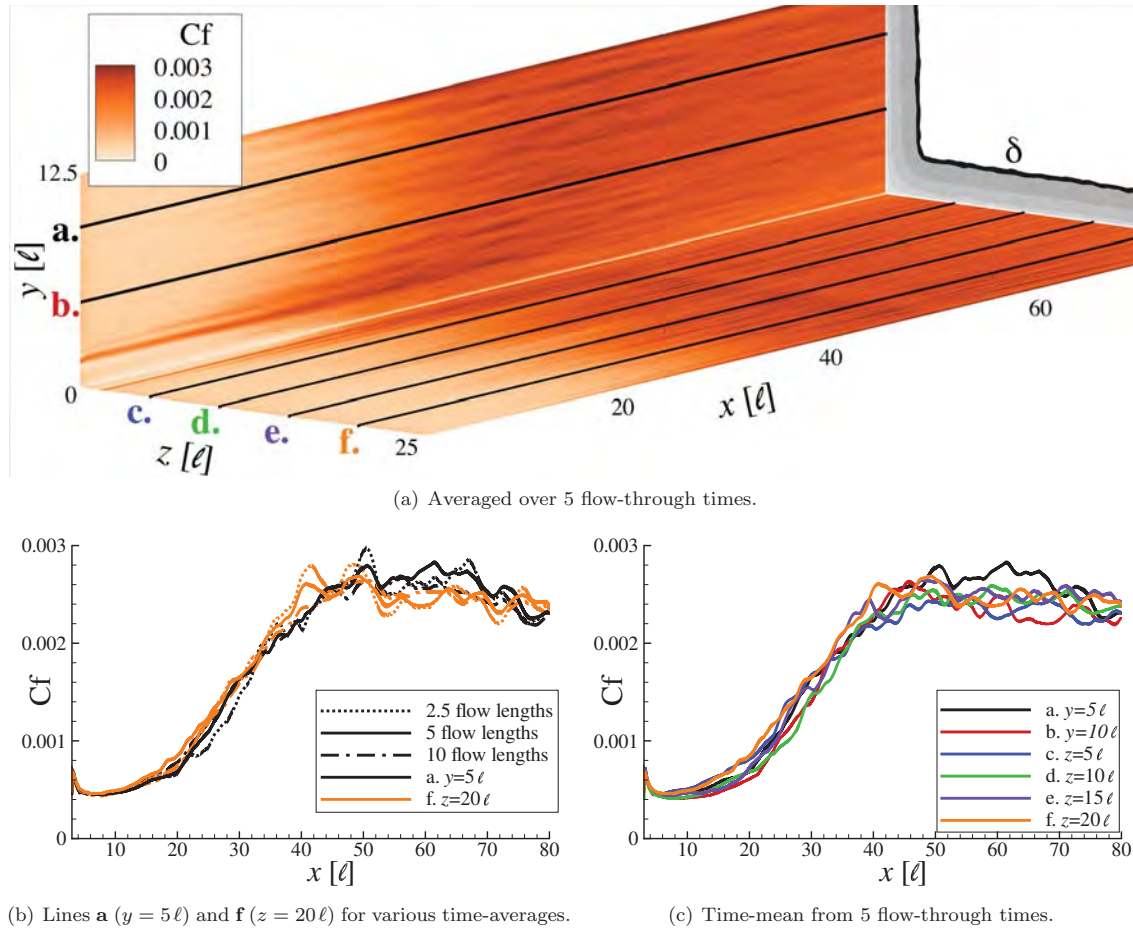 Cf
0.003
0.002
0.001
0
12.5
a.
y [ℓ]
b.
0
c.
d.
e.
f.
z [ℓ]
25
20
x [ℓ]
40
60
δ
(a) Averaged over 5 flow-through times.
0.003
0.002
Cf
0.001
0
10 20 30 40 50 60 70 80
x [ℓ]
2.5 flow lengths
5 flow lengths
10 flow lengths
a. y=5ℓ
f. z=20ℓ
(b) Lines a (y = 5ℓ) and f (z = 20ℓ) for various time-averages.
0.003
0.002
Cf
0.001
0
10 20 30 40 50 60 70 80
x [ℓ]
a. y=5ℓ
b. y=10ℓ
c. z=5ℓ
d. z=10ℓ
e. z=15ℓ
f. z=20ℓ
(c) Time-mean from 5 flow-through times.